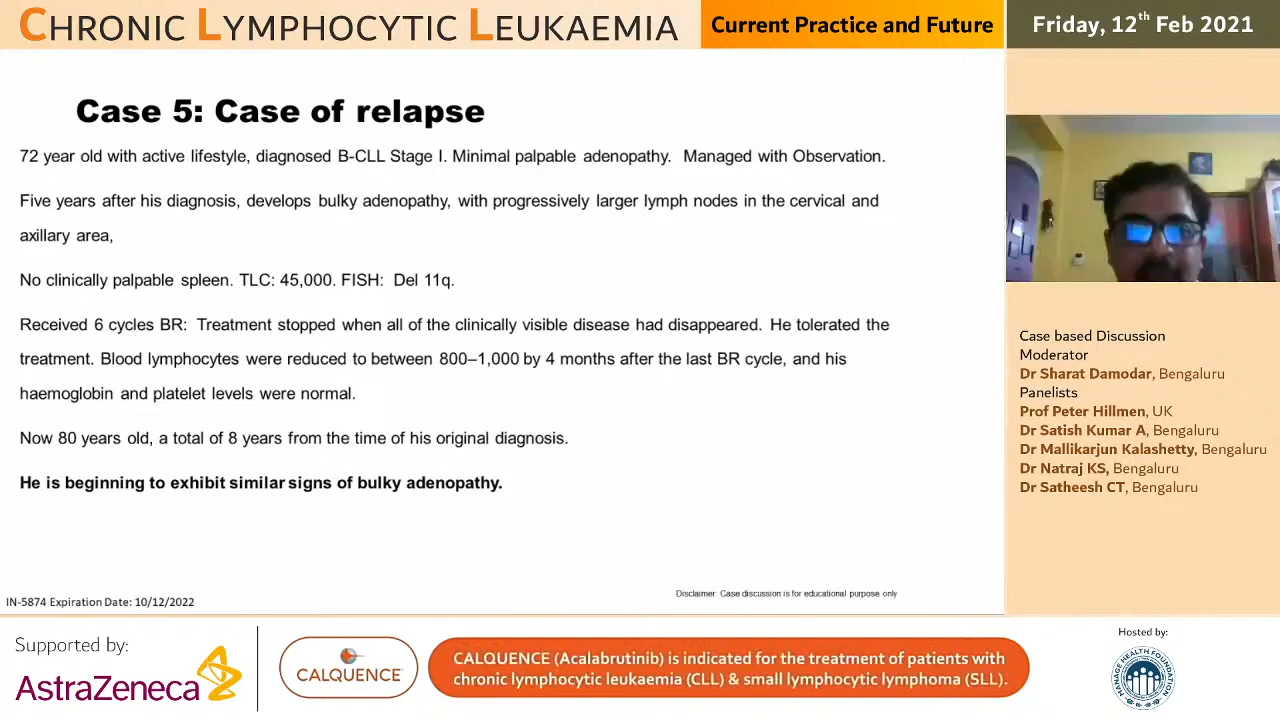 CHRONIC LYMPHOCYTIC LEUKAEMIA
Current Practice and Future
Friday, 12th Feb 2021
Case 5: Case of relapse
72 year old with active lifestyle, diagnosed B-CLL Stage I. Minimal palpable adenopathy. Managed with Observation.
Five years after his diagnosis, develops bulky adenopathy, with progressively larger lymph nodes in the cervical and
axillary area,
No clinically palpable spleen. TLC: 45,000. FISH: Del 11q.
Received 6 cycles BR: Treatment stopped when all of the clinically visible disease had disappeared. He tolerated the
treatment. Blood lymphocytes were reduced to between 800–1,000 by 4 months after the last BR cycle, and his
haemoglobin and platelet levels were normal.
Now 80 years old, a total of 8 years from the time of his original diagnosis.
He is beginning to exhibit similar signs of bulky adenopathy.
Disclaimer: Case discussion is for educational purpose only
IN-5874 Expiration Date: 10/12/2022
Case based Discussion
Moderator
Dr Sharat Damodar, Bengaluru
Panelists
Prof Peter Hillmen, UK
Dr Satish Kumar A, Bengaluru
Dr Mallikarjun Kalashetty, Bengaluru
Dr Natraj KS, Bengaluru
Dr Satheesh CT, Bengaluru
Supported by:
AstraZeneca
CALQUENCE
CALQUENCE (Acalabrutinib) is indicated for the treatment of patients with
chronic lymphocytic leukaemia (CLL) & small lymphocytic lymphoma (SLL).
Hosted by:
MANAGE HEALTH FOUNDATION